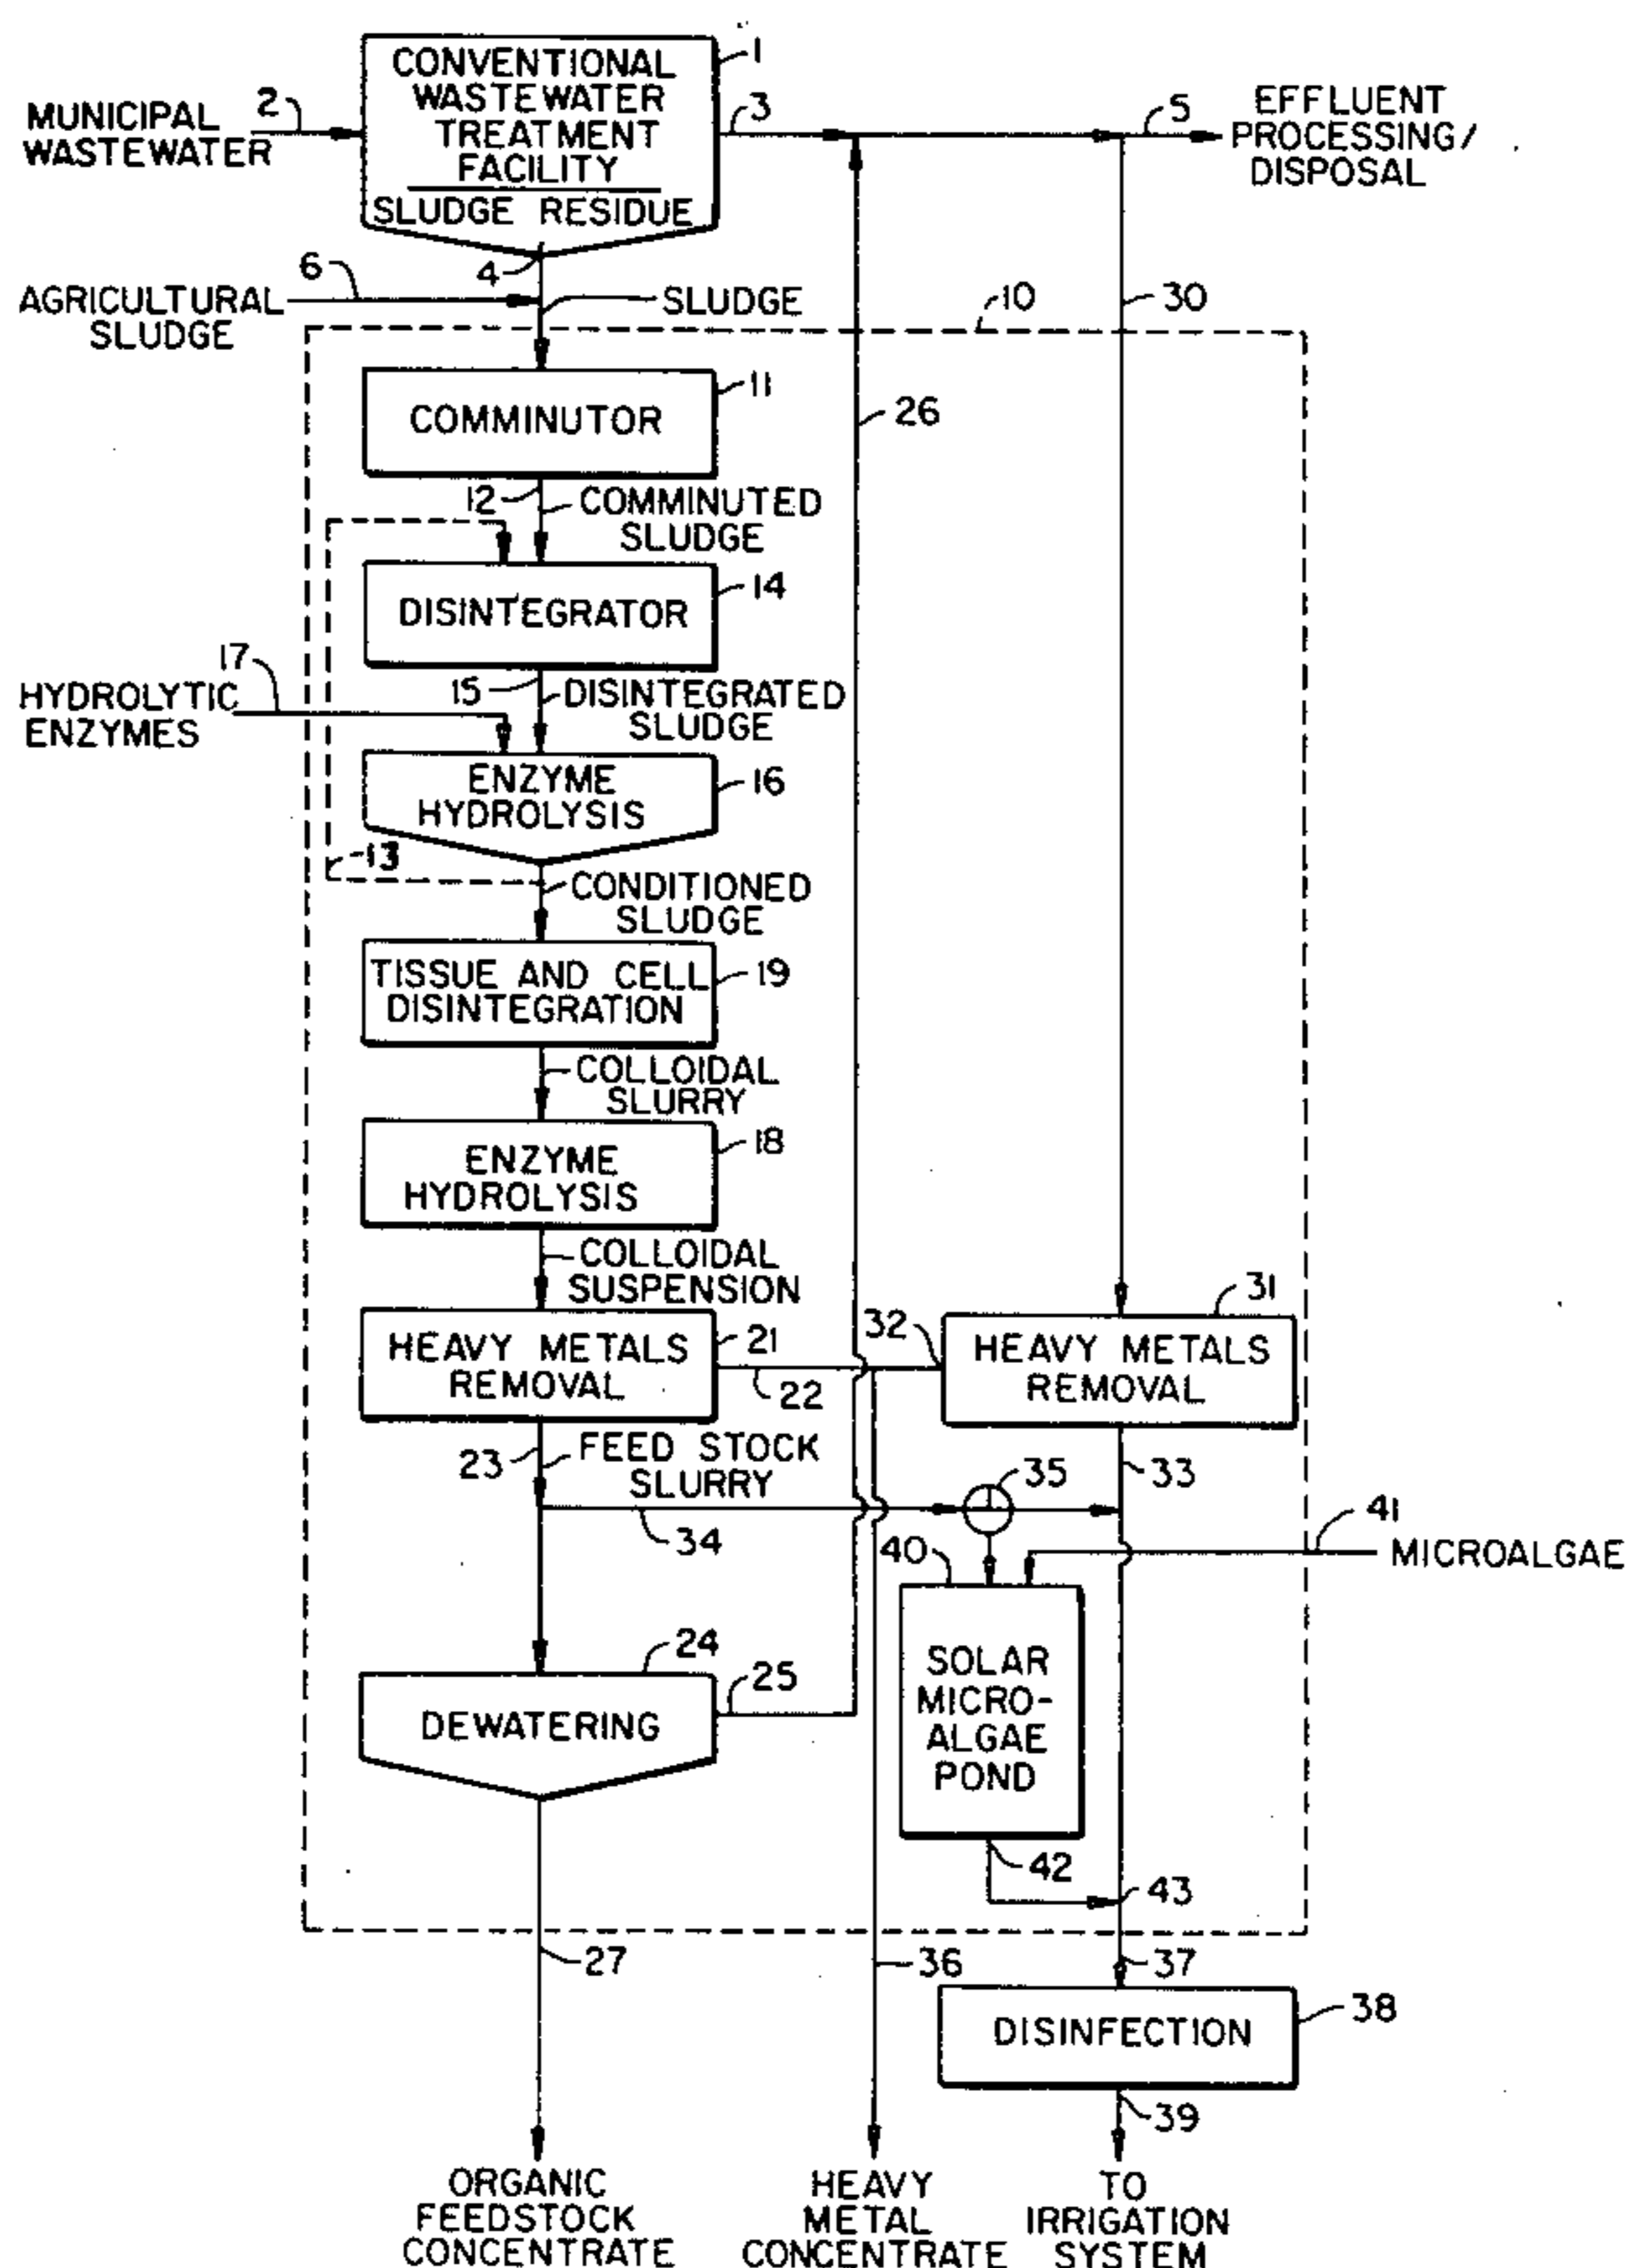 1
CONVENTIONAL
WASTEWATER
TREATMENT
FACILITY
SLUDGE RESIDUE
MUNICIPAL
WASTEWATER
2
3
5
EFFLUENT
PROCESSING/
DISPOSAL
4
6
AGRICULTURAL
SLUDGE
SLUDGE
10
30
11
COMMINUTOR
26
12
COMMINUTED
SLUDGE
14
DISINTEGRATOR
17
HYDROLYTIC
ENZYMES
15
DISINTEGRATED
SLUDGE
ENZYME
HYDROLYSIS
16
13
CONDITIONED
SLUDGE
TISSUE AND CELL
DISINTEGRATION
19
COLLOIDAL
SLURRY
18
ENZYME
HYDROLYSIS
COLLOIDAL
SUSPENSION
31
21
HEAVY METALS
REMOVAL
22
32
HEAVY METALS
REMOVAL
23
FEED STOCK
SLURRY
35
33
34
41
MICROALGAE
40
SOLAR
MICRO-
ALGAE
POND
24
25
DEWATERING
42
43
27
36
37
38
DISINFECTION
39
ORGANIC
FEEDSTOCK
CONCENTRATE
HEAVY
METAL
CONCENTRATE
TO
IRRIGATION
SYSTEM